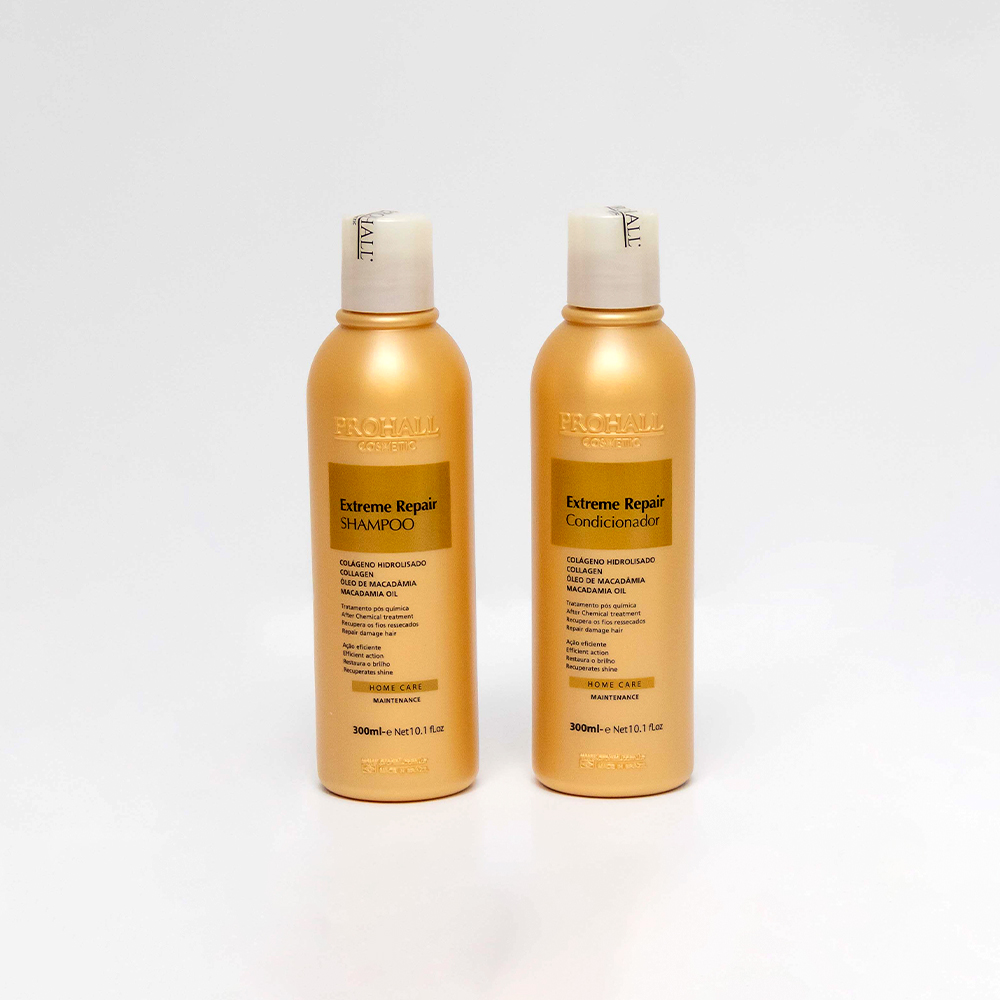 HALL
PROHALL
COSMETIC
Extreme Repair
SHAMPOO
COLÁGENO HIDROLISADO
COLLAGEN
ÓLEO DE MACADÂMIA
MACADAMIA OIL
Tratamento pós química
After Chemical treatment
Recupera os fios ressecados
Repair damage hair
Ação eficiente
Efficient action
Restaura o brilho
Recuperates shine
HOME CARE
MAINTENANCE
300ml-e Net10.1 fl.oz
HALL
PROHALL
COSMETIC
Extreme Repair
Condicionador
COLÁGENO HIDROLISADO
COLLAGEN
ÓLEO DE MACADÂMIA
MACADAMIA OIL
Tratamento pós química
After Chemical treatment
Recupera os fios ressecados
Repair damage hair
Ação eficiente
Efficient action
Restaura o brilho
Recuperates shine
HOME CARE
MAINTENANCE
300ml-e Net10.1 fl.oz